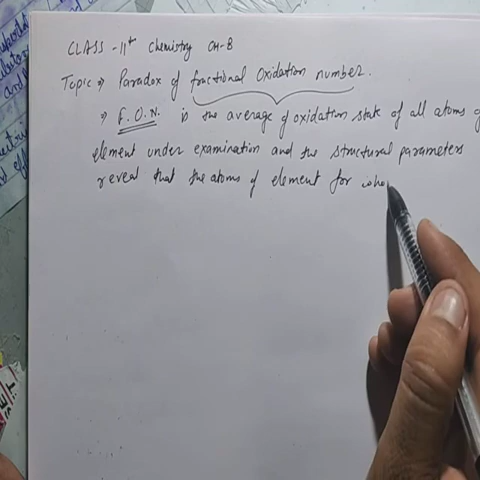 CLASS - 11th Chemistry CH-8
Topic ⇒ Paradox of fractional Oxidation number.
⇒ F.O.N. is the average of oxidation state of all atoms of
element under examination and the structural parameters
reveal that the atoms of element for who